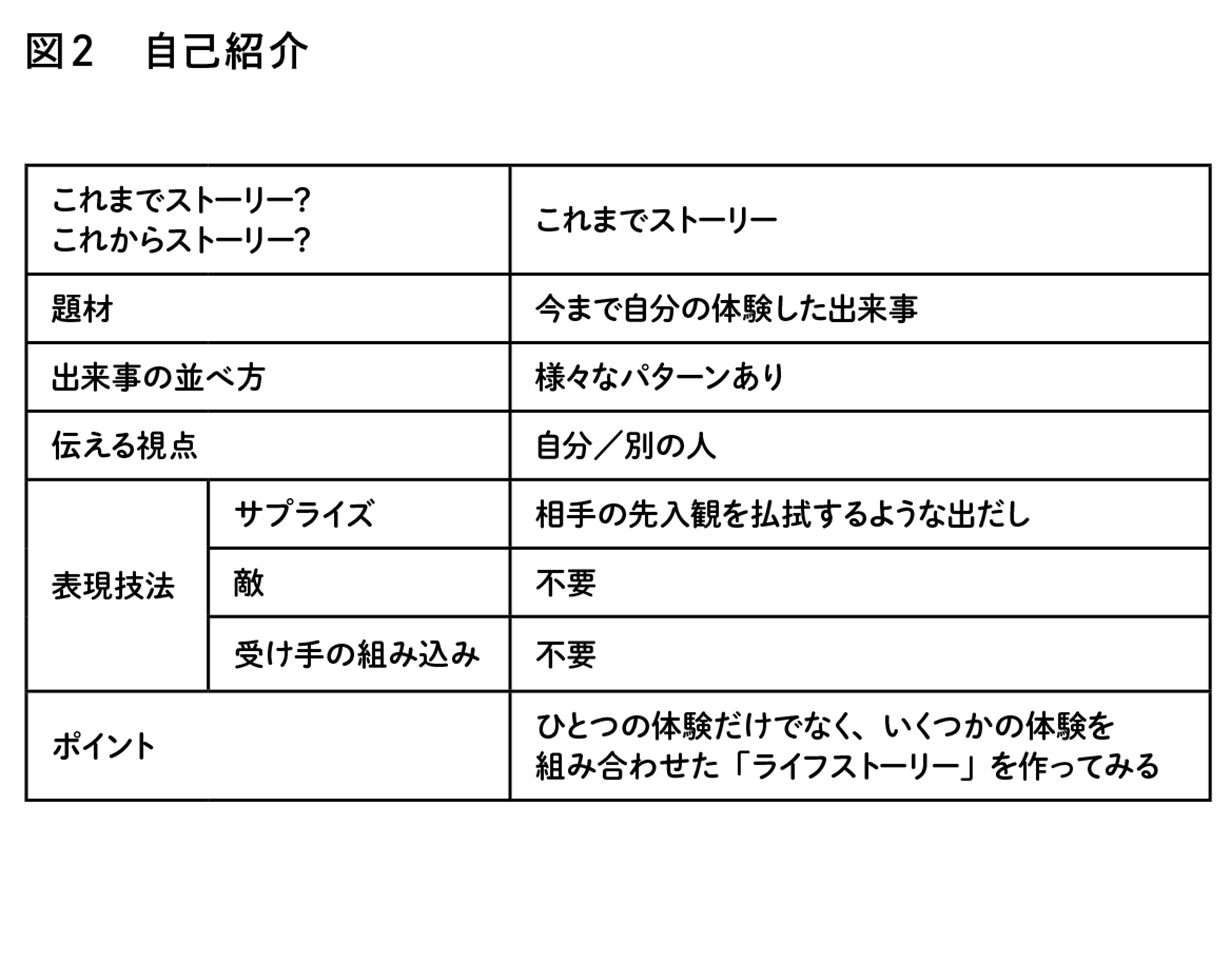 図2　自己紹介
これまでストーリー?
これからストーリー?
これまでストーリー
題材
今まで自分の体験した出来事
出来事の並べ方
様々なパターンあり
伝える視点
自分／別の人
表現技法
サプライズ
相手の先入観を払拭するような出だし
敵
不要
受け手の組み込み
不要
ポイント
ひとつの体験だけでなく、いくつかの体験を
組み合わせた「ライフストーリー」を作ってみる